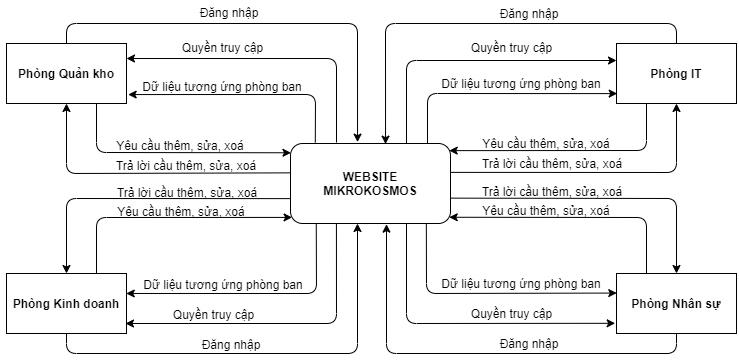 Đăng nhập
Đăng nhập
Quyền truy cập
Quyền truy cập
Phòng Quản kho
Phòng IT
Dữ liệu tương ứng phòng ban
Dữ liệu tương ứng phòng ban
Yêu cầu thêm, sửa, xoá
Yêu cầu thêm, sửa, xoá
Trả lời cầu thêm, sửa, xoá
Trả lời cầu thêm, sửa, xoá
WEBSITE
MIKROKOSMOS
Trả lời cầu thêm, sửa, xoá
Trả lời cầu thêm, sửa, xoá
Yêu cầu thêm, sửa, xoá
Yêu cầu thêm, sửa, xoá
Dữ liệu tương ứng phòng ban
Dữ liệu tương ứng phòng ban
Phòng Kinh doanh
Phòng Nhân sự
Quyền truy cập
Quyền truy cập
Đăng nhập
Đăng nhập